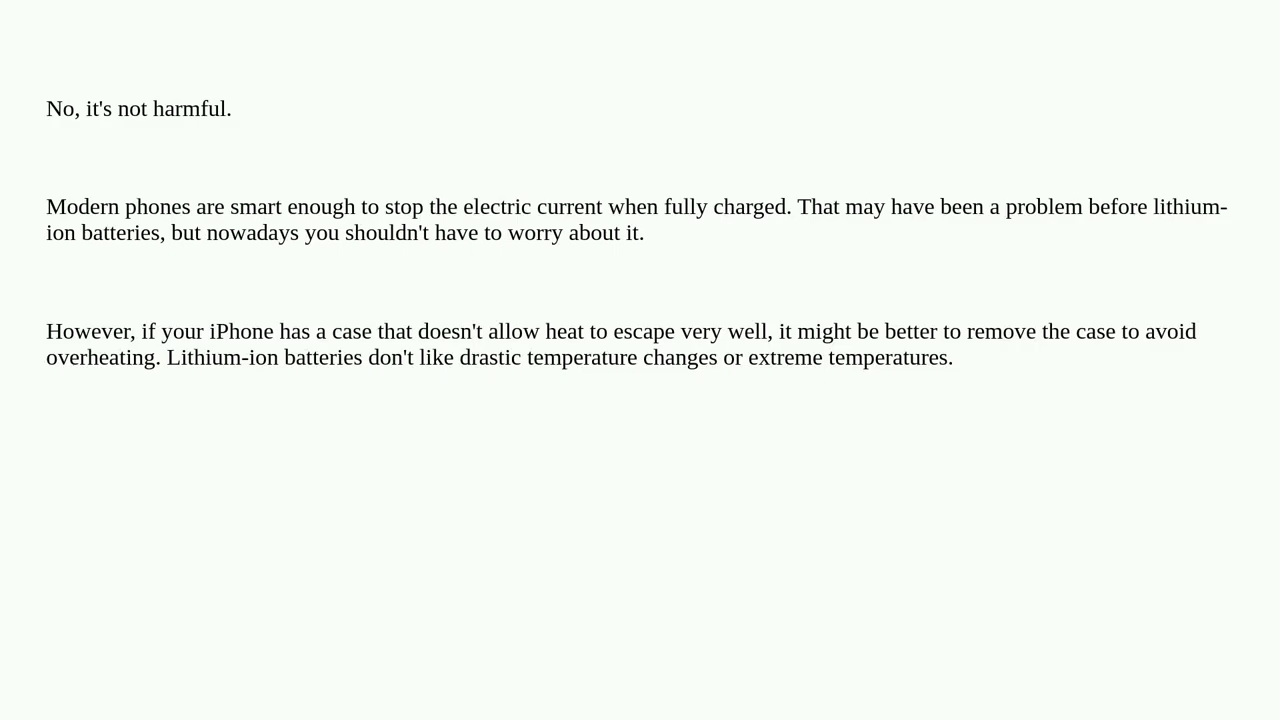 No, it's not harmful.
Modern phones are smart enough to stop the electric current when fully charged. That may have been a problem before lithium-
ion batteries, but nowadays you shouldn't have to worry about it.
However, if your iPhone has a case that doesn't allow heat to escape very well, it might be better to remove the case to avoid
overheating. Lithium-ion batteries don't like drastic temperature changes or extreme temperatures.